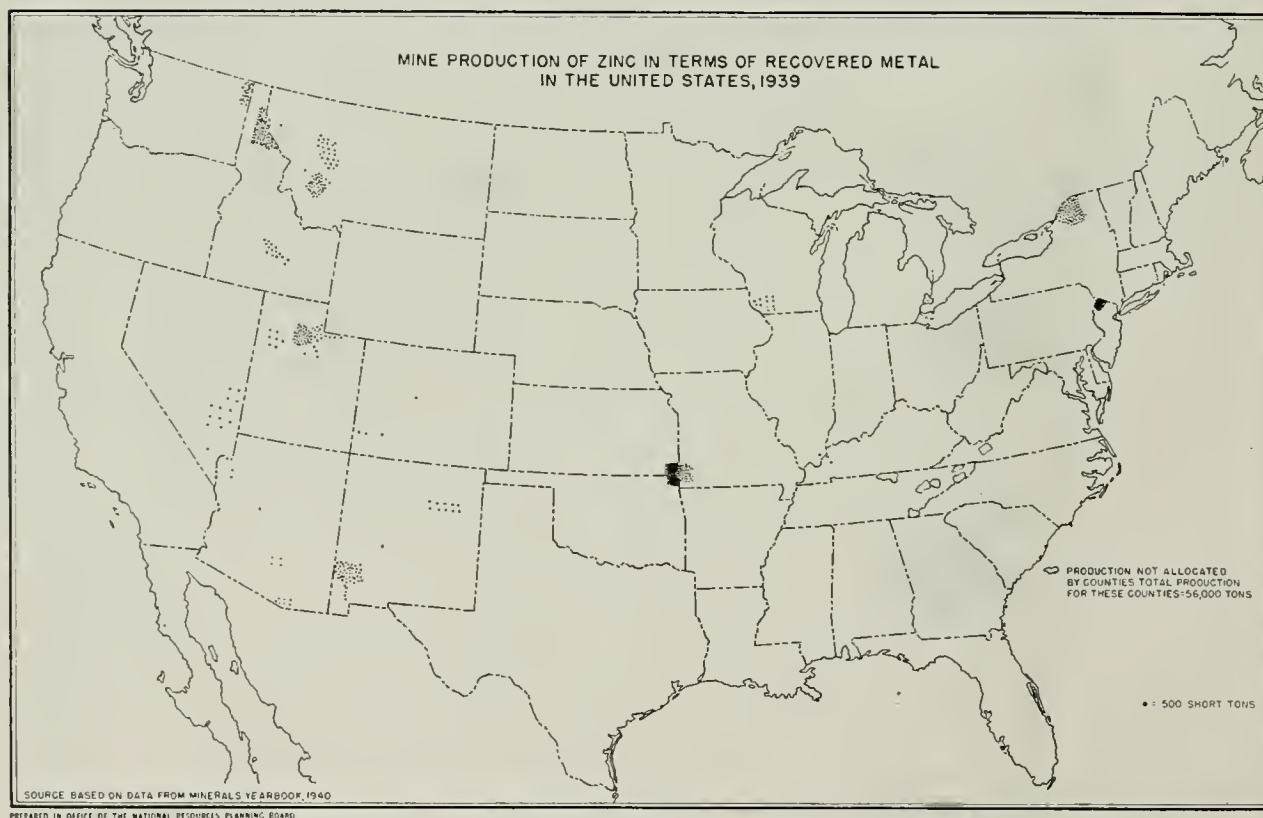 MINE PRODUCTION OF ZINC IN TERMS OF RECOVERED METAL
IN THE UNITED STATES, 1939
PRODUCTION NOT ALLOCATED
BY COUNTIES TOTAL PRODUCTION
FOR THESE COUNTIES=56,000 TONS
= 500 SHORT TONS
SOURCE BASED ON DATA FROM MINERALS YEARBOOK, 1940
PREPARED IN OFFICE OF THE NATIONAL RESOURCES PLANNING BOARD